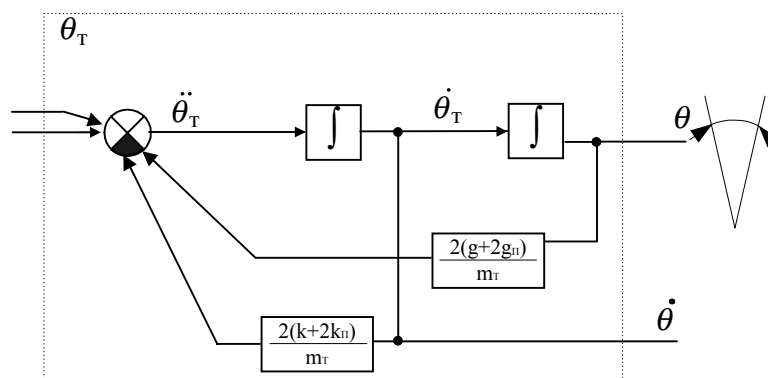 θт
θ̈т
∫
θ̇т
∫
θ
2(g+2gп)
mт
2(k+2kп)
mт
θ̇